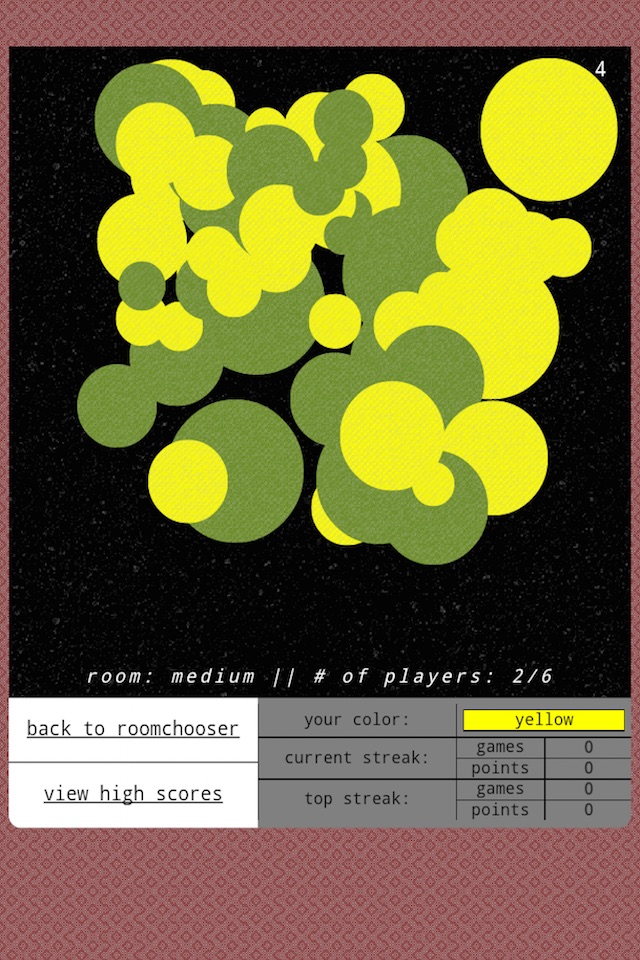 4
room: medium || # of players: 2/6
back to roomchooser
view high scores
your color: yellow
current streak: games 0
points 0
top streak: games 0
points 0